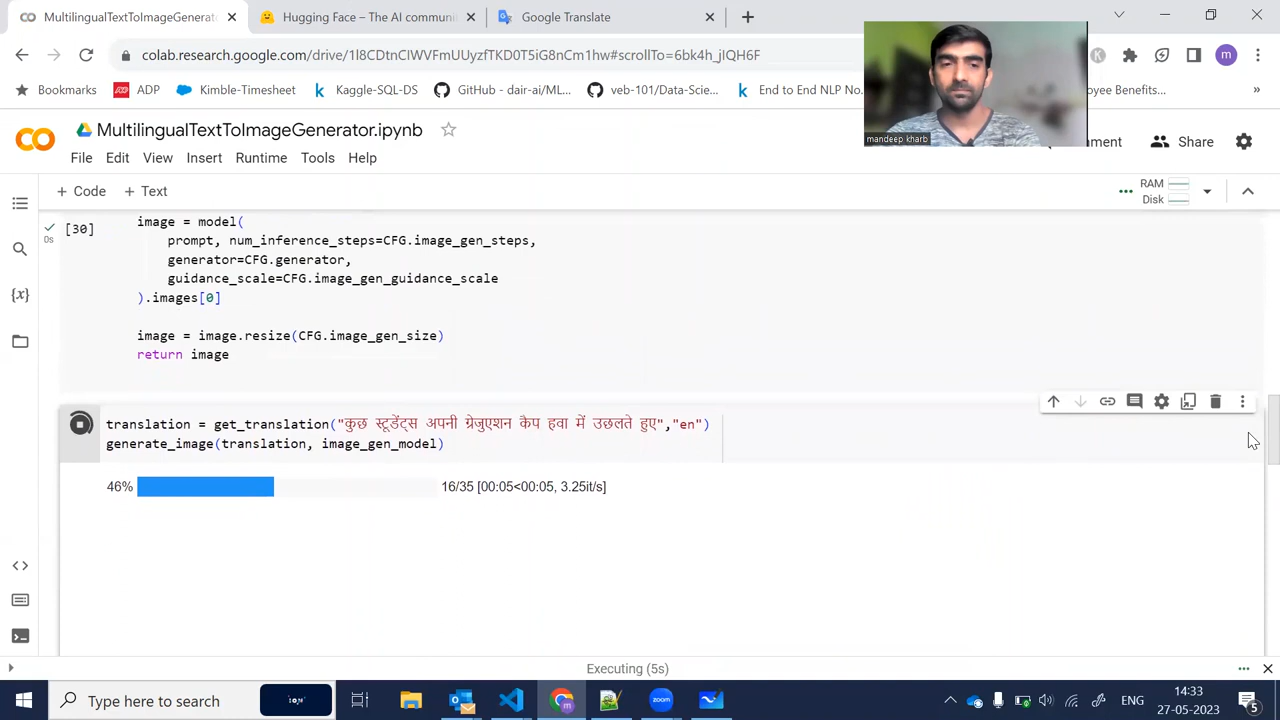 MultilingualTextToImageGenerato
Hugging Face – The AI communi
Google Translate
colab.research.google.com/drive/
Bookmarks
ADP
Kimble-Timesheet
Kaggle-SQL-DS
GitHub - dair-ai/ML...
veb-101/Data-Scie...
End to End NLP No.
oyee Benefits...
»
mandeep kharb
MultilingualTextToImageGenerator.ipynb
File Edit View Insert Runtime Tools Help
mment
Share
+ Code + Text
RAM
Disk
[30]
0s
image = model(
prompt, num_inference_steps=CFG.image_gen_steps,
generator=CFG.generator,
guidance_scale=CFG.image_gen_guidance_scale
).images[0]
image = image.resize(CFG.image_gen_size)
return image
translation = get_translation("कुछ स्टूडेंट्स अपनी ग्रेजुएशन कैप हवा में उछलते हुए","en")
generate_image(translation, image_gen_model)
46% 16/35 [00:05<00:05, 3.25it/s]
Executing (5s)
Type here to search
ENG
14:33
27-05-2023
5